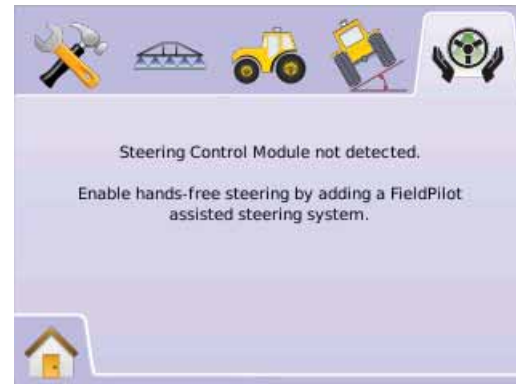 Steering Control Module not detected.
Enable hands-free steering by adding a FieldPilot
assisted steering system.